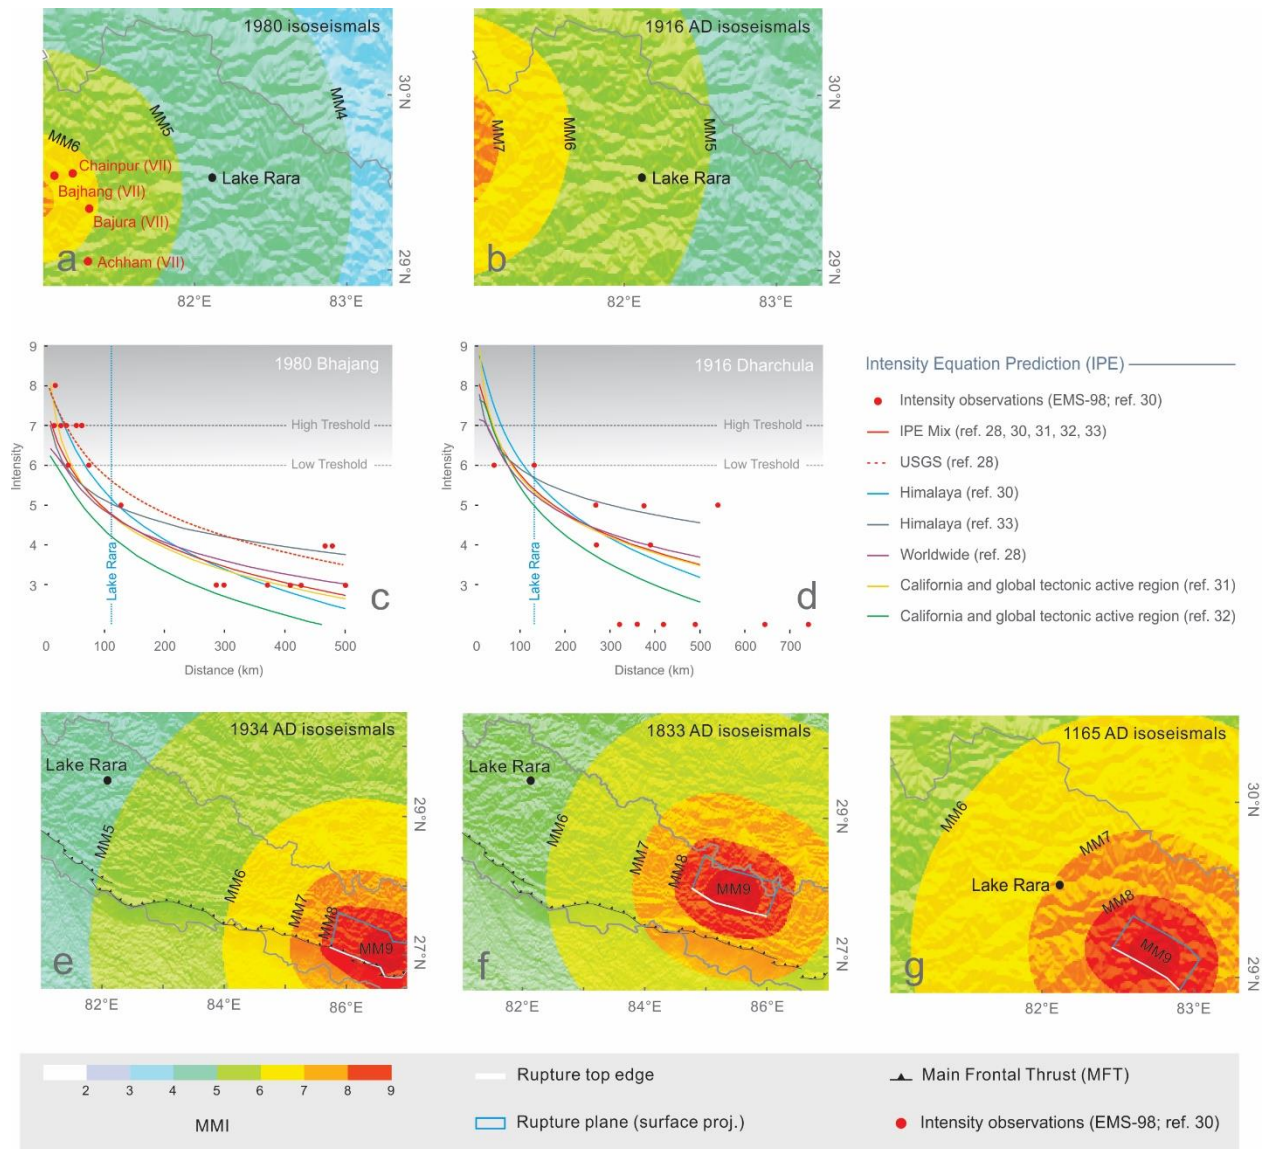 1980 isoseismals
MM4
MM5
MM6
Chainpur (VII)
Bajhang (VII)
Bajura (VII)
Achham (VII)
Lake Rara
a
30°N
29°N
82°E
83°E
1916 AD isoseismals
MM7
MM6
MM5
Lake Rara
b
30°N
29°N
82°E
83°E
1980 Bhajang
High Treshold
Low Treshold
Intensity
9
8
7
6
5
4
3
Lake Rara
c
0 100 200 300 400 500
Distance (km)
1916 Dharchula
High Treshold
Low Treshold
Intensity
9
8
7
6
5
4
3
Lake Rara
d
0 100 200 300 400 500 600 700
Distance (km)
Intensity Equation Prediction (IPE)
Intensity observations (EMS-98; ref. 30)
IPE Mix (ref. 28, 30, 31, 32, 33)
USGS (ref. 28)
Himalaya (ref. 30)
Himalaya (ref. 33)
Worldwide (ref. 28)
California and global tectonic active region (ref. 31)
California and global tectonic active region (ref. 32)
1934 AD isoseismals
Lake Rara
MM5
MM6
MM7
MM8
MM9
e
29°N
27°N
82°E
84°E
86°E
1833 AD isoseismals
Lake Rara
MM6
MM7
MM8
MM9
f
29°N
27°N
82°E
84°E
86°E
1165 AD isoseismals
MM6
MM7
Lake Rara
MM8
MM9
g
30°N
29°N
82°E
83°E
2 3 4 5 6 7 8 9
MMI
Rupture top edge
Rupture plane (surface proj.)
Main Frontal Thrust (MFT)
Intensity observations (EMS-98; ref. 30)